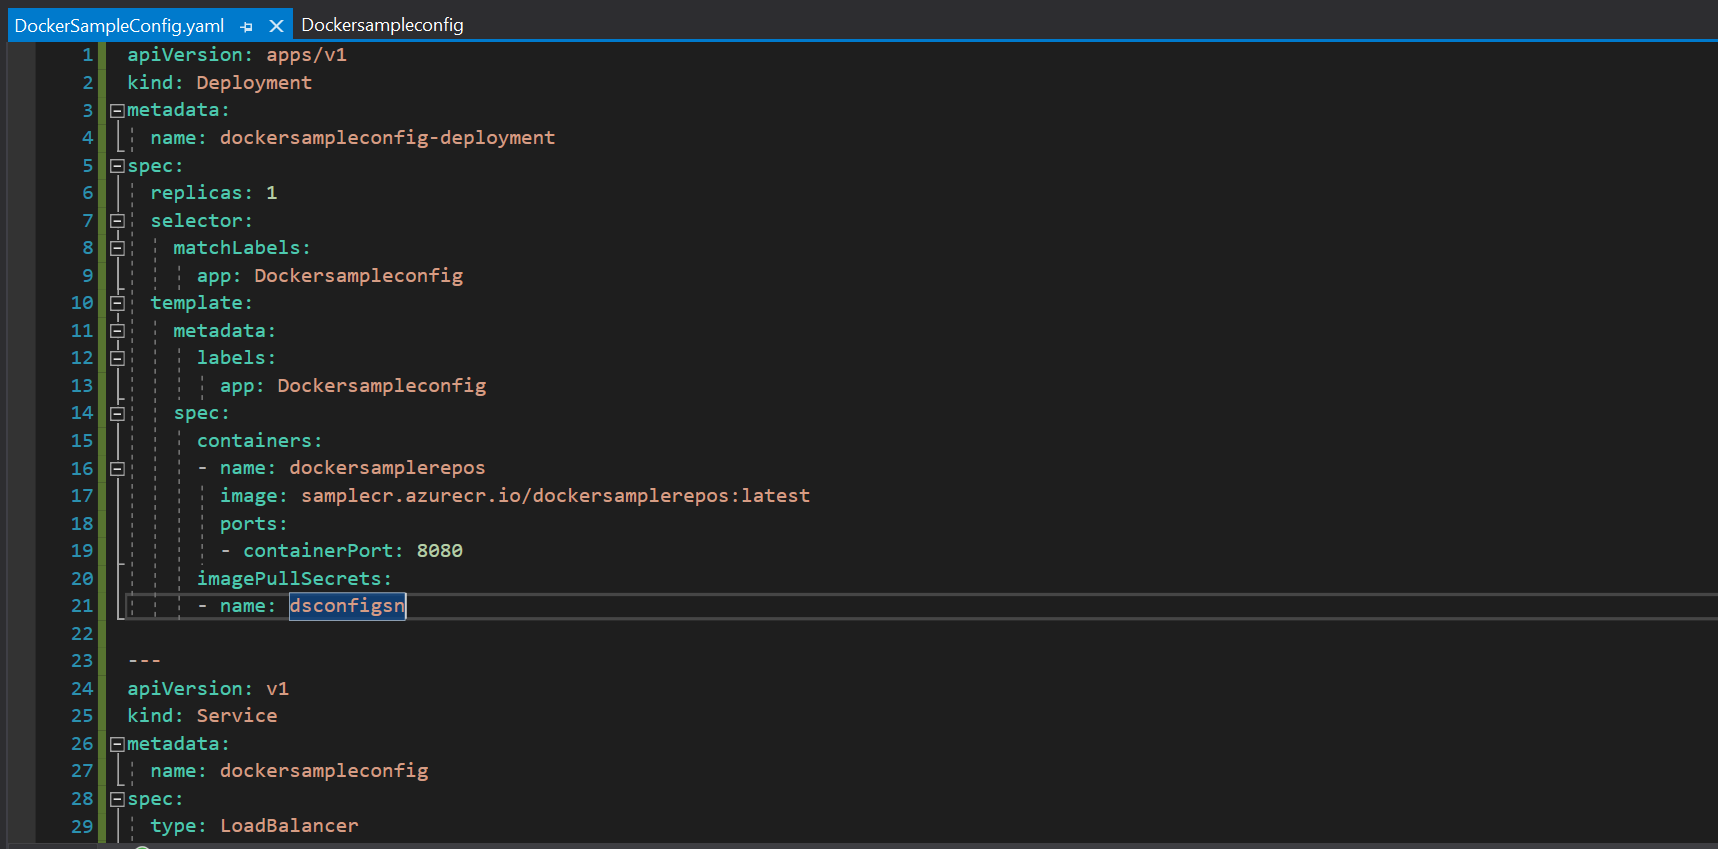 DockerSampleConfig.yaml Dockersampleconfig
1 apiVersion: apps/v1
2 kind: Deployment
3 metadata:
4   name: dockersampleconfig-deployment
5 spec:
6   replicas: 1
7   selector:
8     matchLabels:
9       app: Dockersampleconfig
10   template:
11     metadata:
12       labels:
13         app: Dockersampleconfig
14     spec:
15       containers:
16       - name: dockersamplerepos
17         image: samplecr.azurecr.io/dockersamplerepos:latest
18         ports:
19         - containerPort: 8080
20       imagePullSecrets:
21       - name: dsconfigsn
22
23 ---
24 apiVersion: v1
25 kind: Service
26 metadata:
27   name: dockersampleconfig
28 spec:
29   type: LoadBalancer